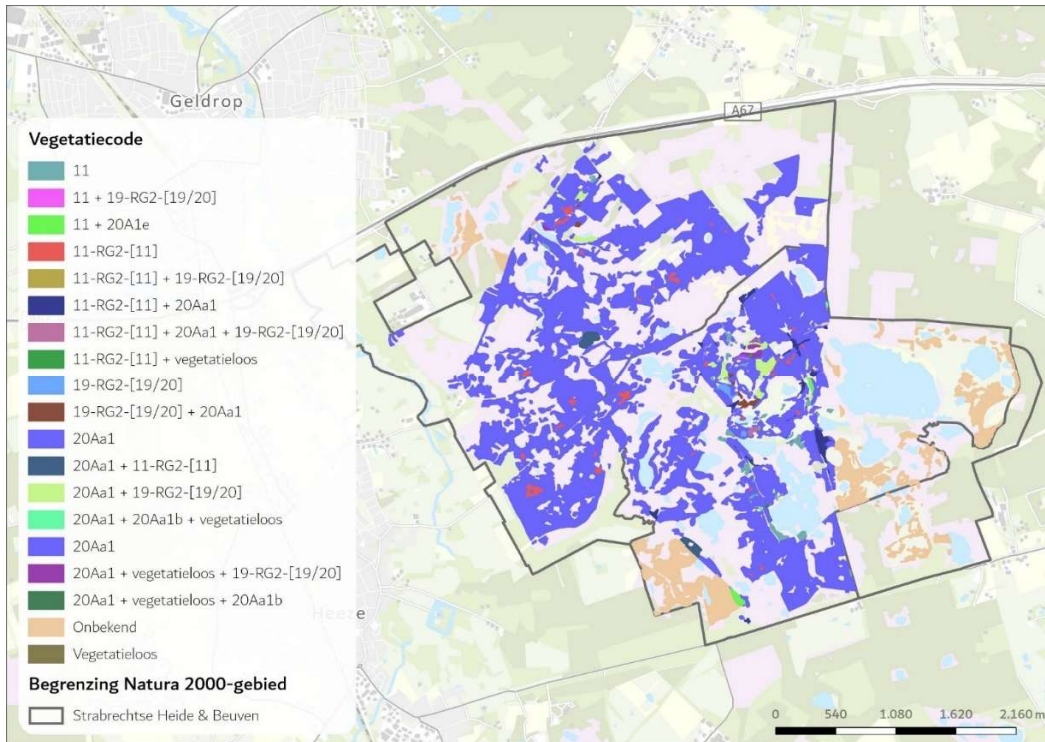 Geldrop
A67
Vegetatiecode
11
11 + 19-RG2-[19/20]
11 + 20A1e
11-RG2-[11]
11-RG2-[11] + 19-RG2-[19/20]
11-RG2-[11] + 20Aa1
11-RG2-[11] + 20Aa1 + 19-RG2-[19/20]
11-RG2-[11] + vegetatieloos
19-RG2-[19/20]
19-RG2-[19/20] + 20Aa1
20Aa1
20Aa1 + 11-RG2-[11]
20Aa1 + 19-RG2-[19/20]
20Aa1 + 20Aa1b + vegetatieloos
20Aa1
20Aa1 + vegetatieloos + 19-RG2-[19/20]
20Aa1 + vegetatieloos + 20Aa1b
Heeze
Onbekend
Vegetatieloos
Begrenzing Natura 2000-gebied
Strabrechtse Heide & Beuven
0 540 1.080 1.620 2.160 m